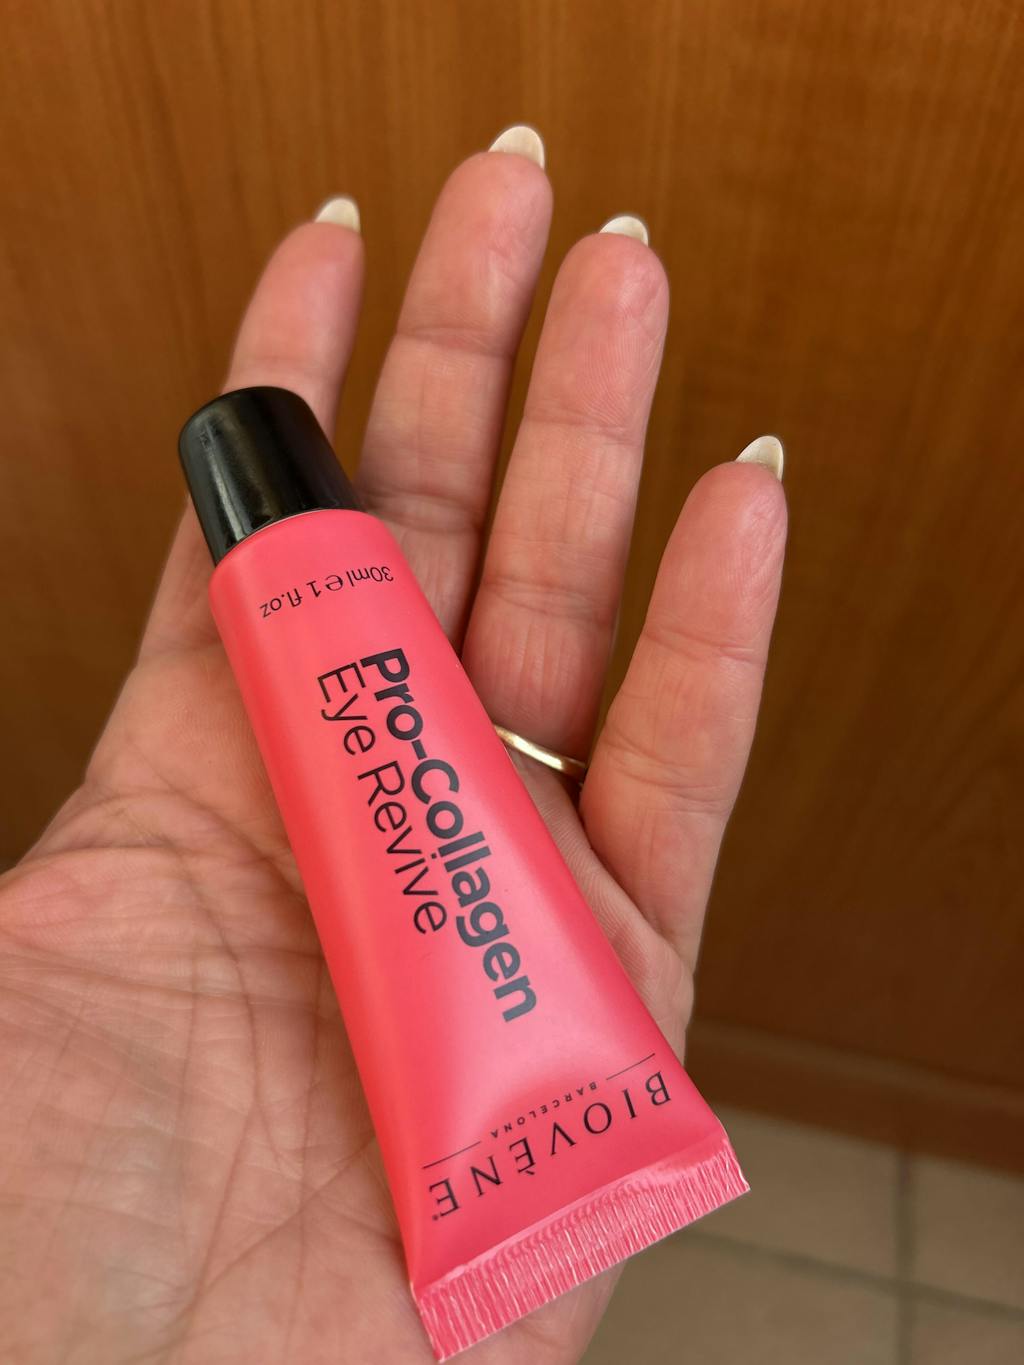 BIOVÈNE®
BARCELONA
Pro-Collagen
Eye Revive
30ml ℮ 1 fl.oz